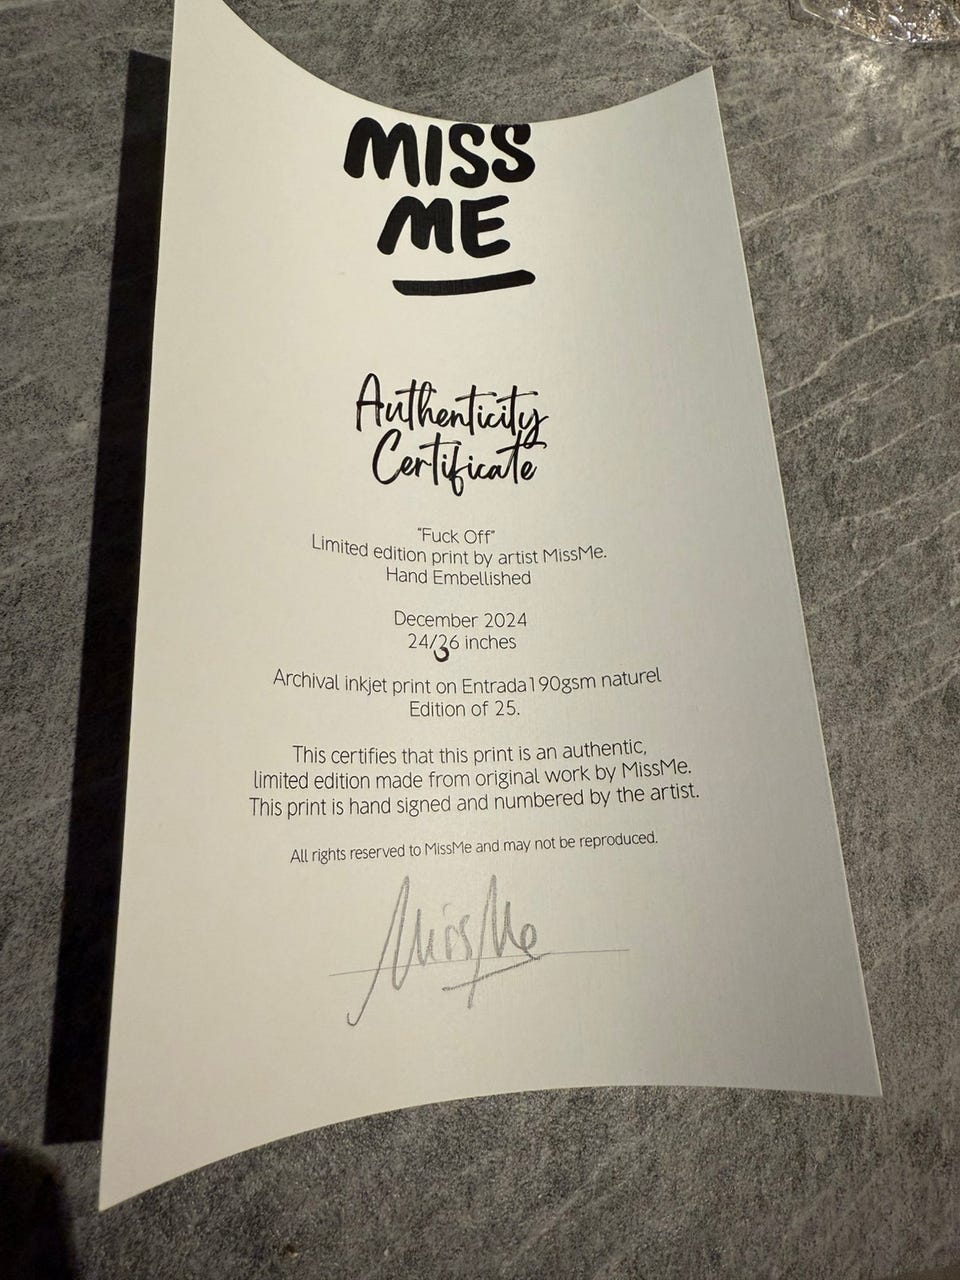 MISS
ME
Authenticity
Certificate
"Fuck Off"
Limited edition print by artist MissMe.
Hand Embellished
December 2024
24/36 inches
Archival inkjet print on Entrada190gsm naturel
Edition of 25.
This certifies that this print is an authentic,
limited edition made from original work by MissMe.
This print is hand signed and numbered by the artist.
All rights reserved to MissMe and may not be reproduced.
MissMe